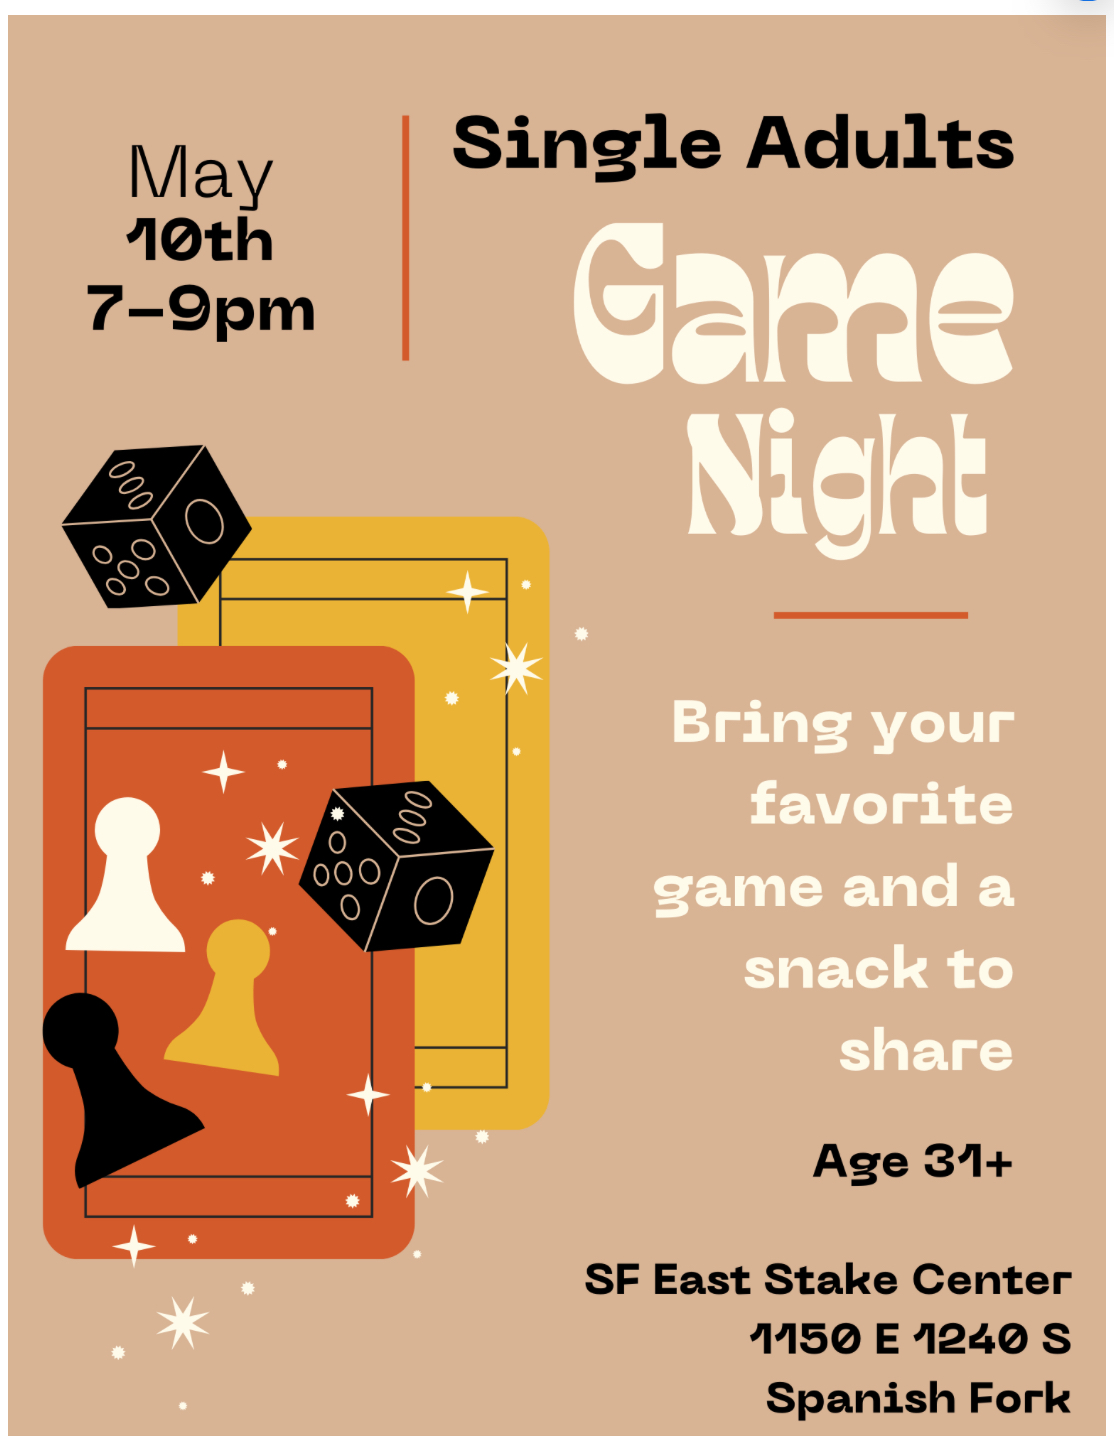 May
10th
7-9pm
Single Adults
Game
Night
Bring your
favorite
game and a
snack to
share
Age 31+
SF East Stake Center
1150 E 1240 S
Spanish Fork